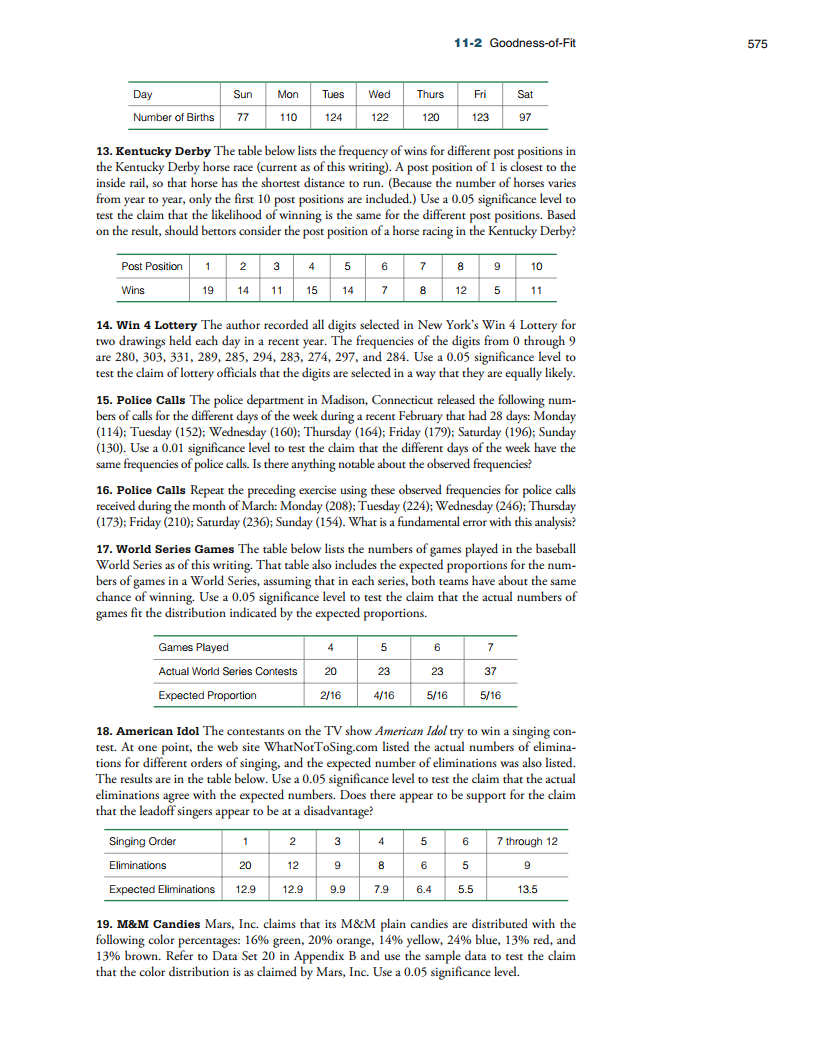 11-2 Goodness-of-Fit 575
Day Sun Mon Tues Wed Thurs Fri Sat
Number of Births 77 110 124 122 120 123 97
13. Kentucky Derby The table below lists the frequency of wins for different post positions in
the Kentucky Derby horse race (current as of this writing). A post position of 1 is closest to the
inside rail, so that horse has the shortest distance to run. (Because the number of horses varies
from year to year, only the first 10 post positions are included.) Use a 0.05 significance level to
test the claim that the likelihood of winning is the same for the different post positions. Based
on the result, should bettors consider the post position of a horse racing in the Kentucky Derby?
Post Position 1 2 3 4 5 6 7 8 9 10
Wins 19 14 11 15 14 7 8 12 5 11
14. Win 4 Lottery The author recorded all digits selected in New York's Win 4 Lottery for
two drawings held each day in a recent year. The frequencies of the digits from 0 through 9
are 280, 303, 331, 289, 285, 294, 283, 274, 297, and 284. Use a 0.05 significance level to
test the claim of lottery officials that the digits are selected in a way that they are equally likely.
15. Police Calls The police department in Madison, Connecticut released the following num-
bers of calls for the different days of the week during a recent February that had 28 days: Monday
(114); Tuesday (152); Wednesday (160); Thursday (164); Friday (179); Saturday (196); Sunday
(130). Use a 0.01 significance level to test the claim that the different days of the week have the
same frequencies of police calls. Is there anything notable about the observed frequencies?
16. Police Calls Repeat the preceding exercise using these observed frequencies for police calls
received during the month of March: Monday (208); Tuesday (224); Wednesday (246); Thursday
(173); Friday (210); Saturday (236); Sunday (154). What is a fundamental error with this analysis?
17. World Series Games The table below lists the numbers of games played in the baseball
World Series as of this writing. That table also includes the expected proportions for the num-
bers of games in a World Series, assuming that in each series, both teams have about the same
chance of winning. Use a 0.05 significance level to test the claim that the actual numbers of
games fit the distribution indicated by the expected proportions.
Games Played 4 5 6 7
Actual World Series Contests 20 23 23 37
Expected Proportion 2/16 4/16 5/16 5/16
18. American Idol The contestants on the TV show American Idol try to win a singing con-
test. At one point, the web site WhatNotToSing.com listed the actual numbers of elimina-
tions for different orders of singing, and the expected number of eliminations was also listed.
The results are in the table below. Use a 0.05 significance level to test the claim that the actual
eliminations agree with the expected numbers. Does there appear to be support for the claim
that the leadoff singers appear to be at a disadvantage?
Singing Order 1 2 3 4 5 6 7 through 12
Eliminations 20 12 9 8 6 5 9
Expected Eliminations 12.9 12.9 9.9 7.9 6.4 5.5 13.5
19. M&M Candies Mars, Inc. claims that its M&M plain candies are distributed with the
following color percentages: 16% green, 20% orange, 14% yellow, 24% blue, 13% red, and
13% brown. Refer to Data Set 20 in Appendix B and use the sample data to test the claim
that the color distribution is as claimed by Mars, Inc. Use a 0.05 significance level.